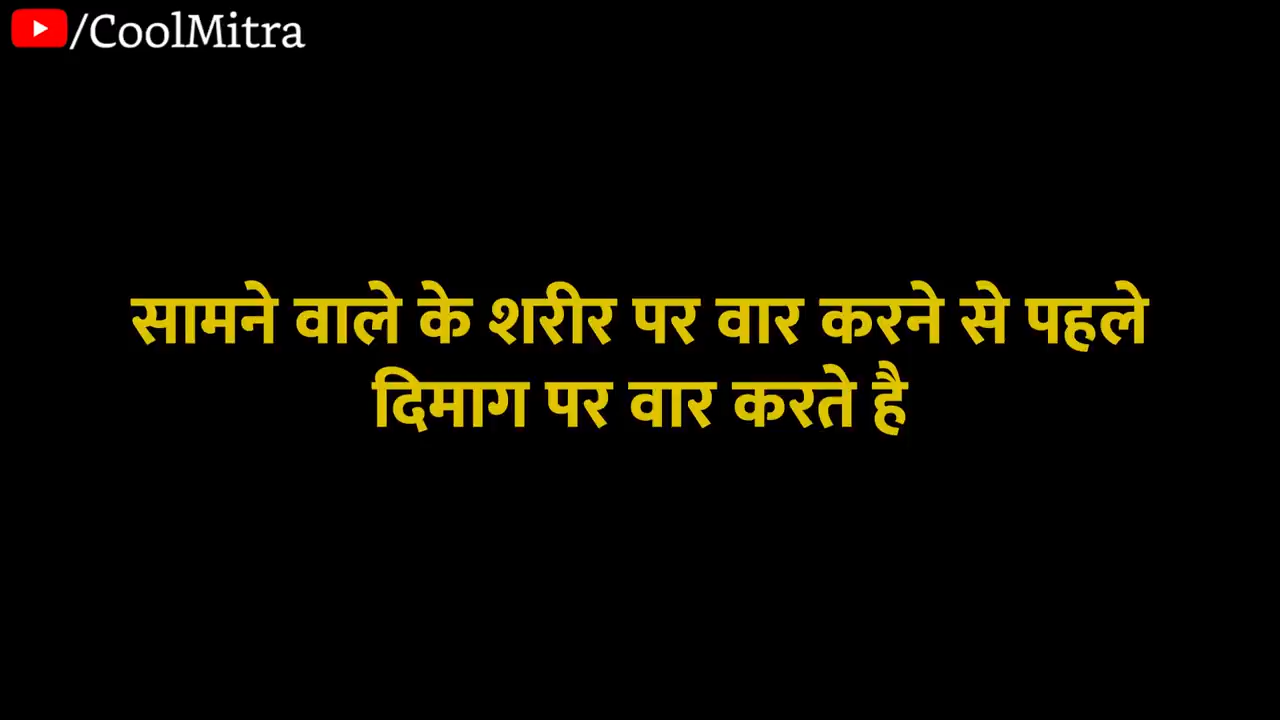 /CoolMitra
सामने वाले के शरीर पर वार करने से पहले
दिमाग पर वार करते है